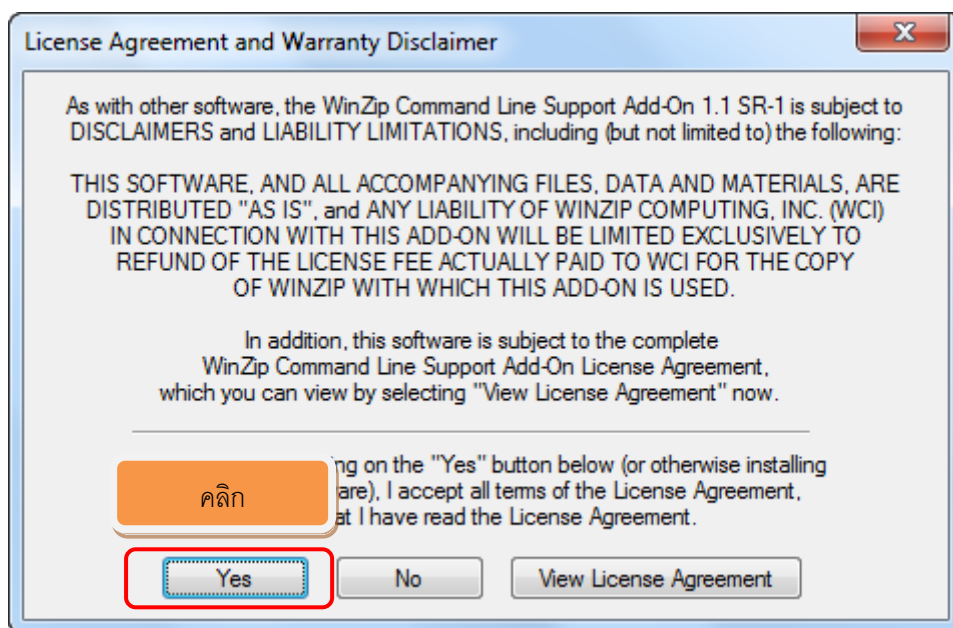 License Agreement and Warranty Disclaimer
As with other software, the WinZip Command Line Support Add-On 1.1 SR-1 is subject to
DISCLAIMERS and LIABILITY LIMITATIONS, including (but not limited to) the following:
THIS SOFTWARE, AND ALL ACCOMPANYING FILES, DATA AND MATERIALS, ARE
DISTRIBUTED "AS IS", and ANY LIABILITY OF WINZIP COMPUTING, INC. (WCI)
IN CONNECTION WITH THIS ADD-ON WILL BE LIMITED EXCLUSIVELY TO
REFUND OF THE LICENSE FEE ACTUALLY PAID TO WCI FOR THE COPY
OF WINZIP WITH WHICH THIS ADD-ON IS USED.
In addition, this software is subject to the complete
WinZip Command Line Support Add-On License Agreement,
which you can view by selecting "View License Agreement" now.
on the "Yes" button below (or otherwise installing
I accept all terms of the License Agreement,
I have read the License Agreement.
คลิก
Yes No View License Agreement